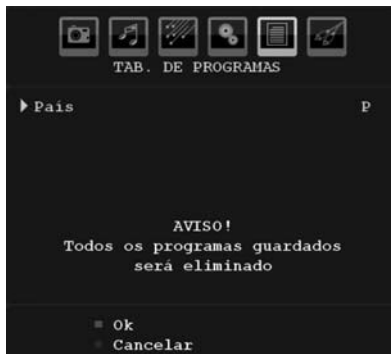 TAB. DE PROGRAMAS
País P
AVISO!
Todos os programas guardados
será eliminado
Ok
Cancelar